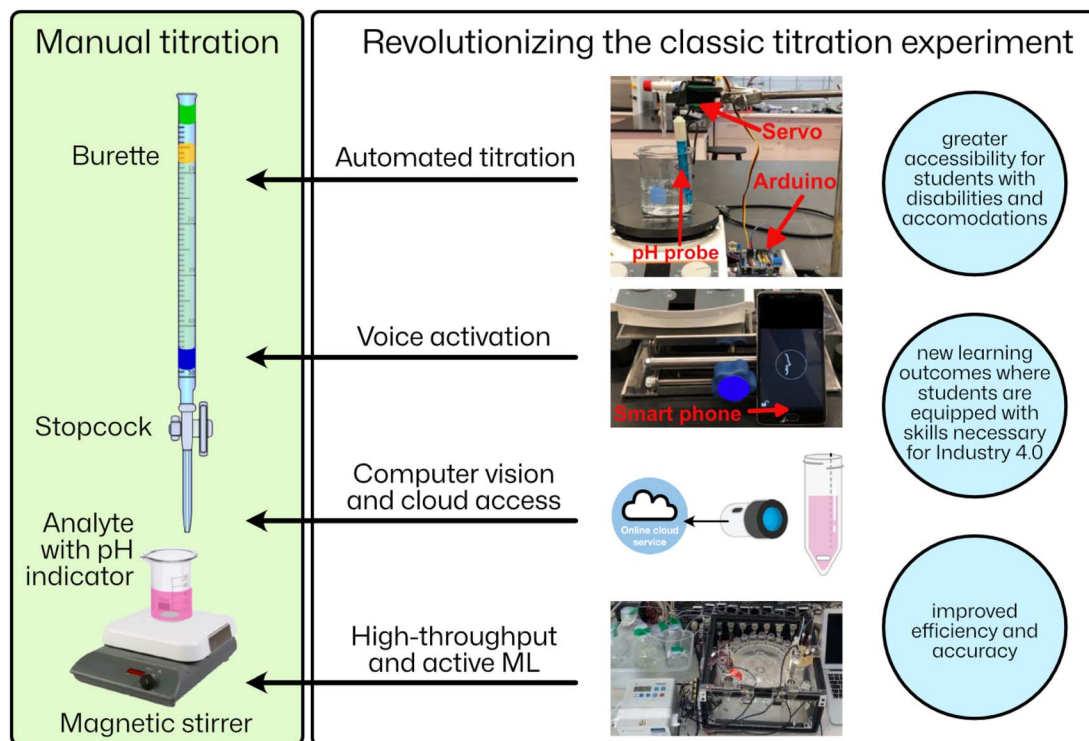 Manual titration
Burette
Stopcock
Analyte
with pH
indicator
Magnetic stirrer
Revolutionizing the classic titration experiment
Automated titration
Servo
Arduino
pH probe
greater
accessibility for
students with
disabilities and
accomodations
Voice activation
Smart phone
new learning
outcomes where
students are
equipped with
skills necessary
for Industry 4.0
Computer vision
and cloud access
Online cloud
service
High-throughput
and active ML
improved
efficiency and
accuracy